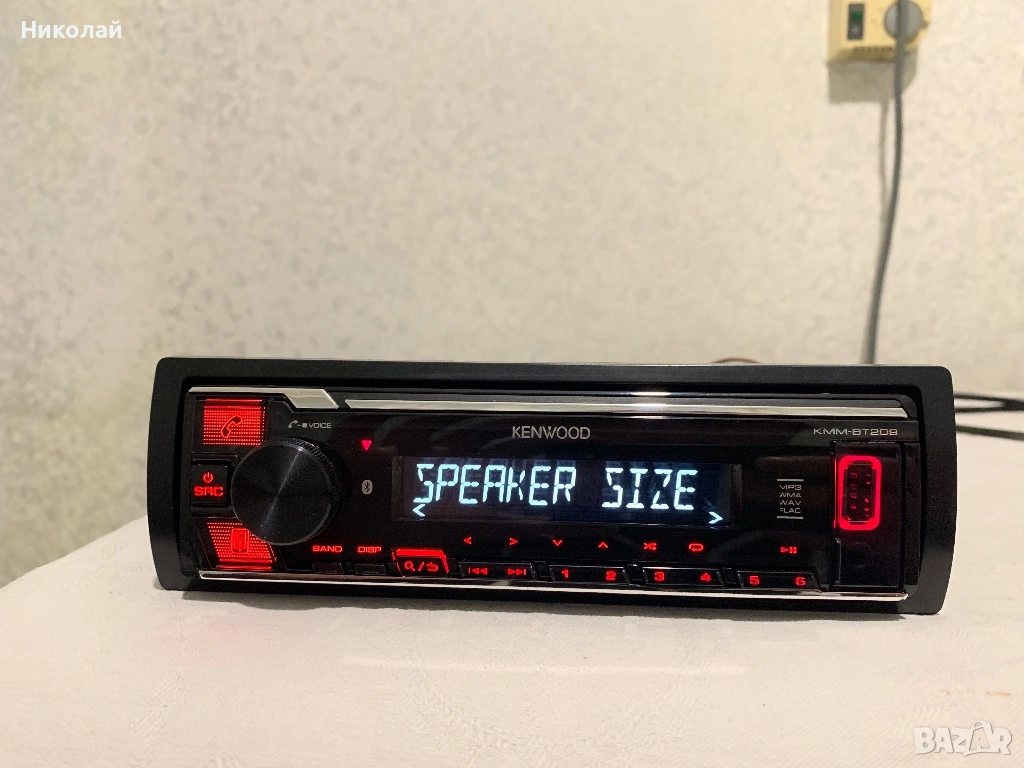 Николай
VOICE
KENWOOD
KMM-BT209
SRC
SPEAKER SIZE
< >
MP3
WMA
WAV
FLAC
BAND DISP
1 2 3 4 5 6
BAZAR